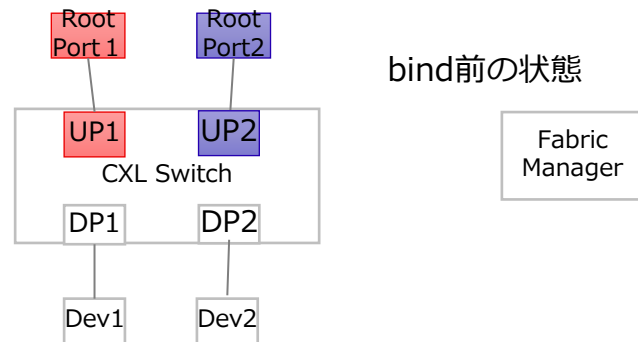 Root
Port 1
Root
Port2
bind前の状態
UP1
UP2
Fabric
Manager
CXL Switch
DP1
DP2
Dev1
Dev2